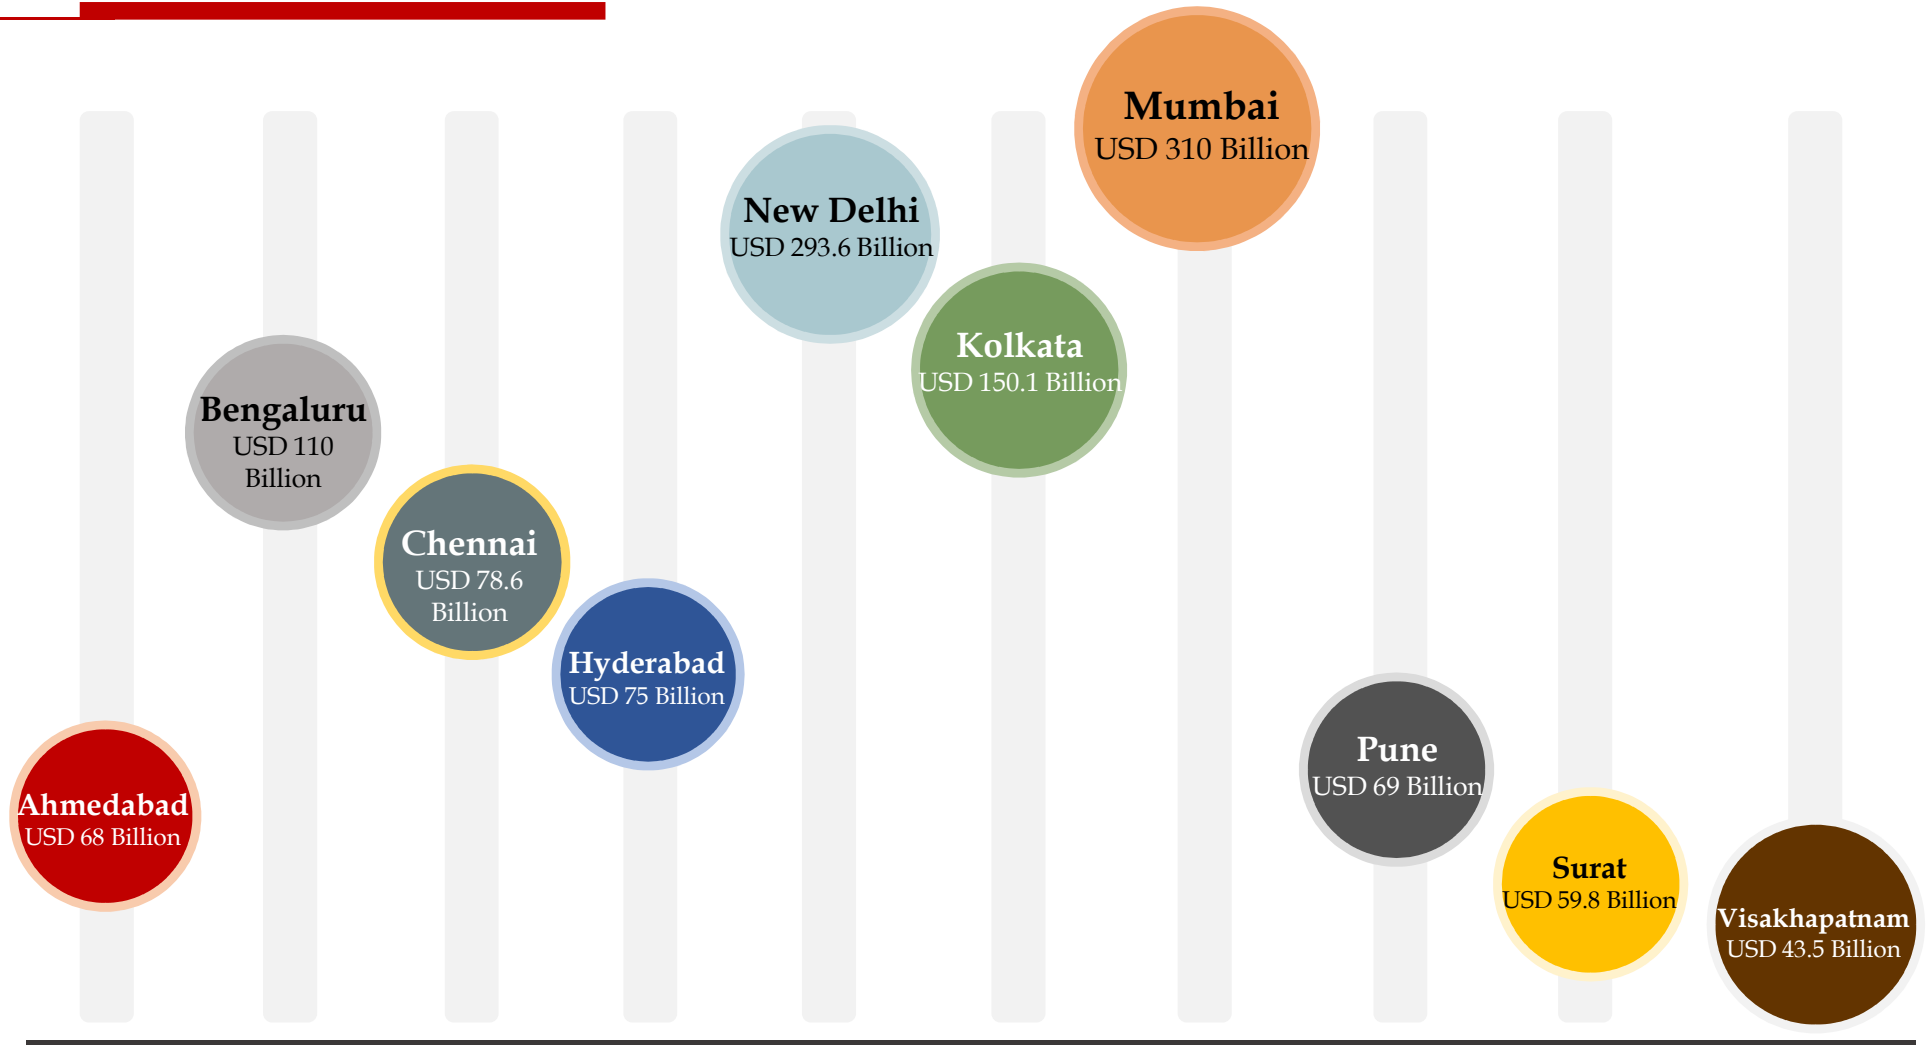 Mumbai
USD 310 Billion
New Delhi
USD 293.6 Billion
Kolkata
USD 150.1 Billion
Bengaluru
USD 110
Billion
Chennai
USD 78.6
Billion
Hyderabad
USD 75 Billion
Pune
USD 69 Billion
Ahmedabad
USD 68 Billion
Surat
USD 59.8 Billion
Visakhapatnam
USD 43.5 Billion